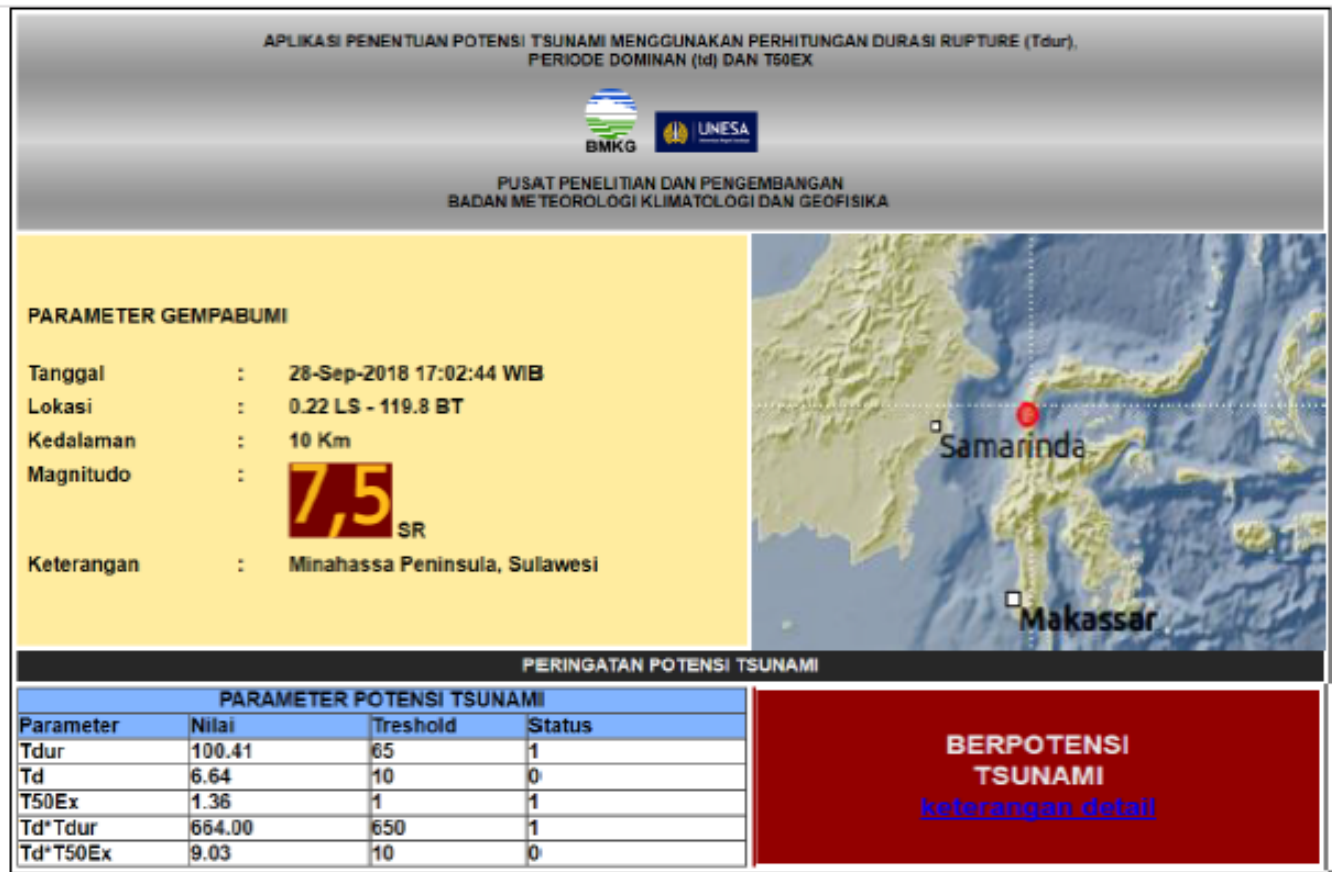 APLIKASI PENENTUAN POTENSI TSUNAMI MENGGUNAKAN PERHITUNGAN DURASI RUPTURE (Tdur),
PERIODE DOMINAN (td) DAN T50EX
BMKG
UNESA
PUSAT PENELITIAN DAN PENGEMBANGAN
BADAN METEOROLOGI KLIMATOLOGI DAN GEOFISIKA
PARAMETER GEMPABUMI
Tanggal : 28-Sep-2018 17:02:44 WIB
Lokasi : 0.22 LS - 119.8 BT
Kedalaman : 10 Km
Magnitudo : 7,5 SR
Keterangan : Minahassa Peninsula, Sulawesi
Samarinda
Makassar
PERINGATAN POTENSI TSUNAMI
PARAMETER POTENSI TSUNAMI
Parameter Nilai Treshold Status
Tdur 100.41 65 1
Td 6.64 10 0
T50Ex 1.36 1 1
Td*Tdur 664.00 650 1
Td*T50Ex 9.03 10 0
BERPOTENSI
TSUNAMI
keterangan detail